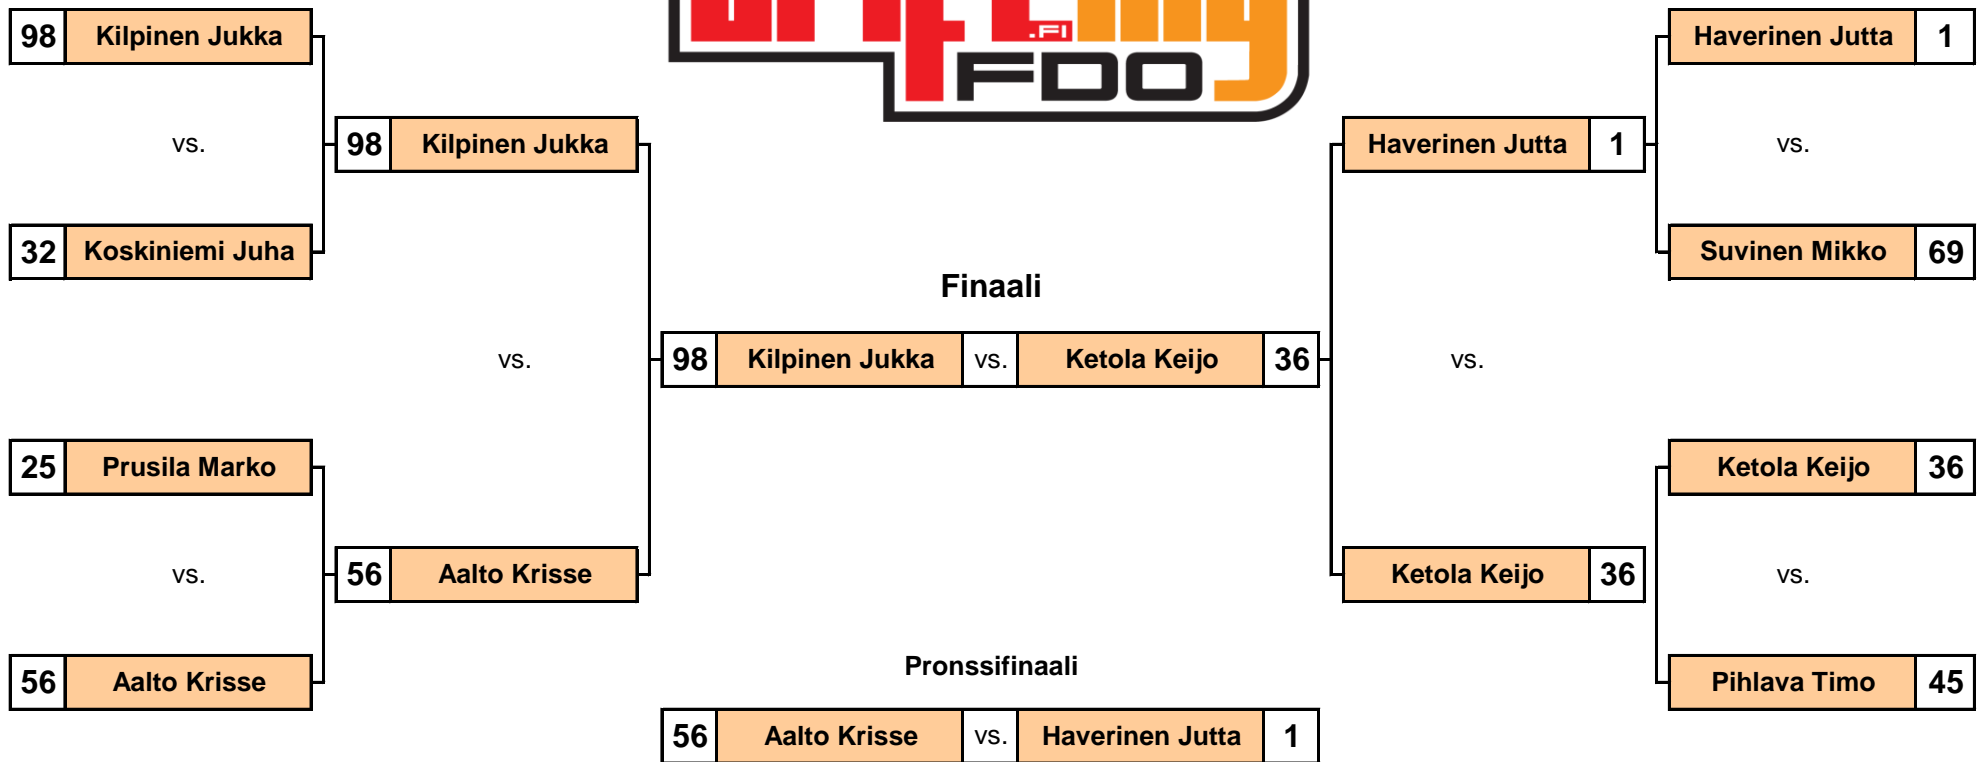 .FI
FDO
98 Kilpinen Jukka
vs.
32 Koskiniemi Juha
25 Prusila Marko
vs.
56 Aalto Krisse
98 Kilpinen Jukka
vs.
56 Aalto Krisse
Finaali
98 Kilpinen Jukka vs. Ketola Keijo 36
Pronssifinaali
56 Aalto Krisse vs. Haverinen Jutta 1
Haverinen Jutta 1
vs.
Ketola Keijo 36
Haverinen Jutta 1
vs.
Suvinen Mikko 69
Ketola Keijo 36
vs.
Pihlava Timo 45